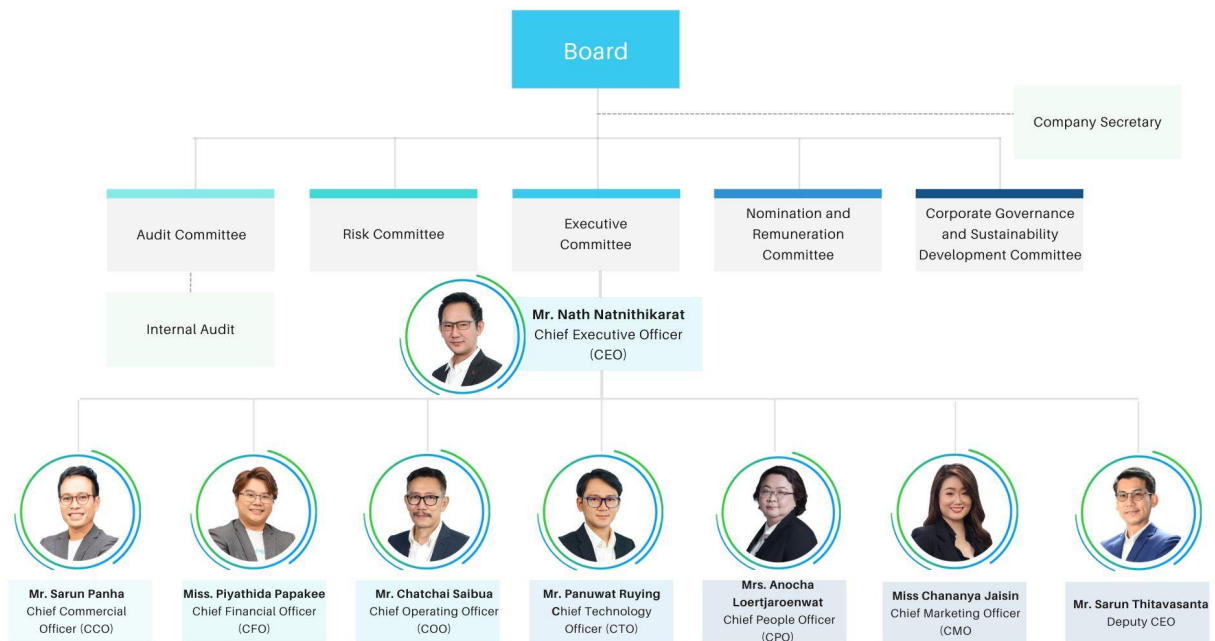 Board
Company Secretary
Audit Committee
Risk Committee
Executive
Committee
Nomination and
Remuneration
Committee
Corporate Governance
and Sustainability
Development Committee
Internal Audit
Mr. Nath Natnithikarat
Chief Executive Officer
(CEO)
Mr. Sarun Panha
Chief Commercial
Officer (CCO)
Miss. Piyathida Papakee
Chief Financial Officer
(CFO)
Mr. Chatchai Saibua
Chief Operating Officer
(COO)
Mr. Panuwat Ruying
Chief Technology
Officer (CTO)
Mrs. Anocha
Loertjaroenwat
Chief People Officer
(CPO)
Miss Chananya Jaisin
Chief Marketing Officer
(CMO
Mr. Sarun Thitavasanta
Deputy CEO